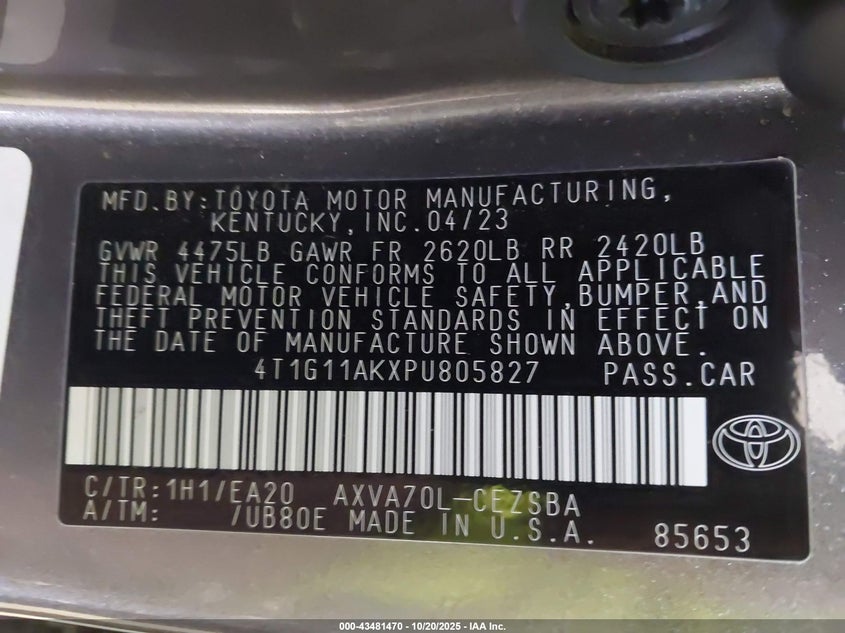 MFD.BY:TOYOTA MOTOR MANUFACTURING,
KENTUCKY,INC.04/23
GVWR 4475LB GAWR FR 2620LB RR 2420LB
THIS VEHICLE CONFORMS TO ALL APPLICABLE
FEDERAL MOTOR VEHICLE SAFETY,BUMPER,AND
THEFT PREVENTION STANDARDS IN EFFECT ON
THE DATE OF MANUFACTURE SHOWN ABOVE.
4T1G11AKXPU805827 PASS.CAR
C/TR:1H1/EA20 AXVA70L-CEZSBA
A/TM: /UB80E MADE IN U.S.A. 85653
000-43481470 | 10/20/2025 | IAA Inc.